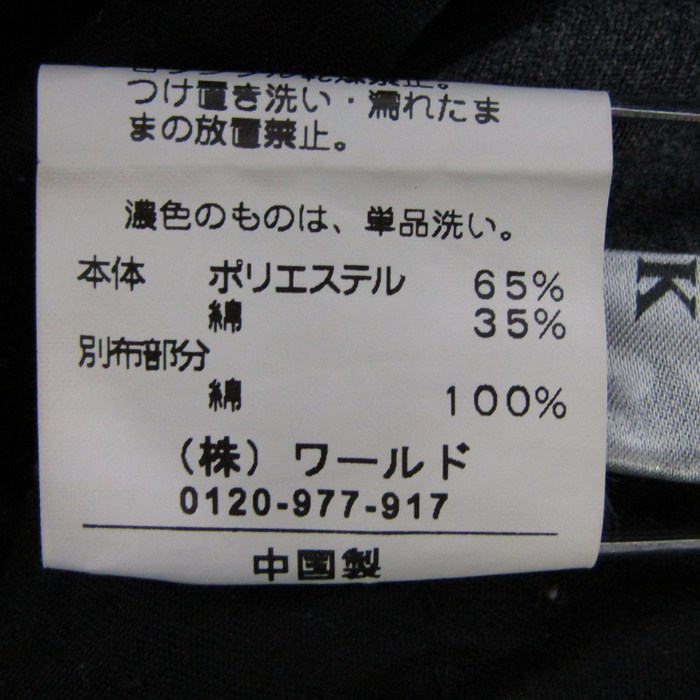 つけ置き洗い・濡れたま
まの放置禁止。
濃色のものは、単品洗い。
本体 ポリエステル 65%
綿 35%
別布部分
綿 100%
（株）ワールド
0120-977-917
中国製
K